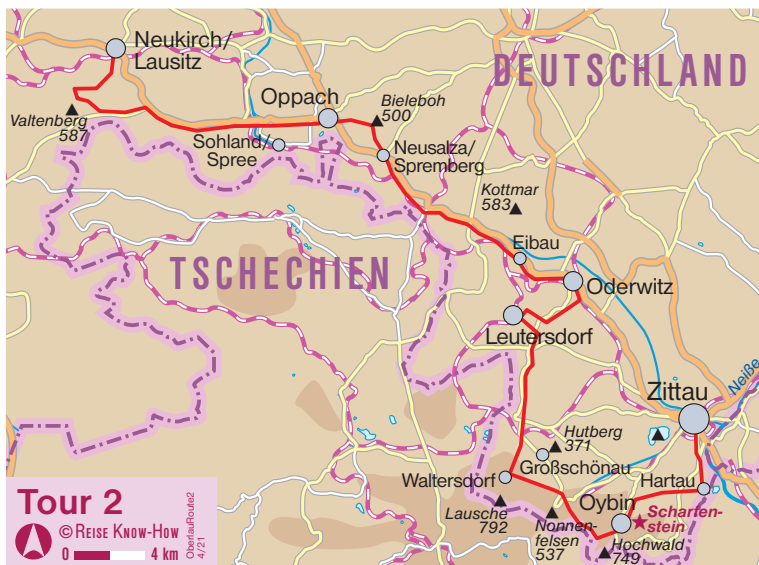 Neukirch/
Lausitz
DEUTSCHLAND
Oppach
Bieleboh
500
Valtenberg
587
Sohland/
Spree
Neusalza/
Spremberg
Kottmar
583
Eibau
TSCHECHIEN
Oderwitz
Leutersdorf
Neiße
Zittau
Hutberg
371
Großschönau
Waltersdorf
Hartau
Oybin
Lausche
792
Nonnen-
felsen
537
Scharfen-
stein
Hochwald
749
Tour 2
© REISE KNOW-HOW
0 4 km
OberlauRoute2
4/21